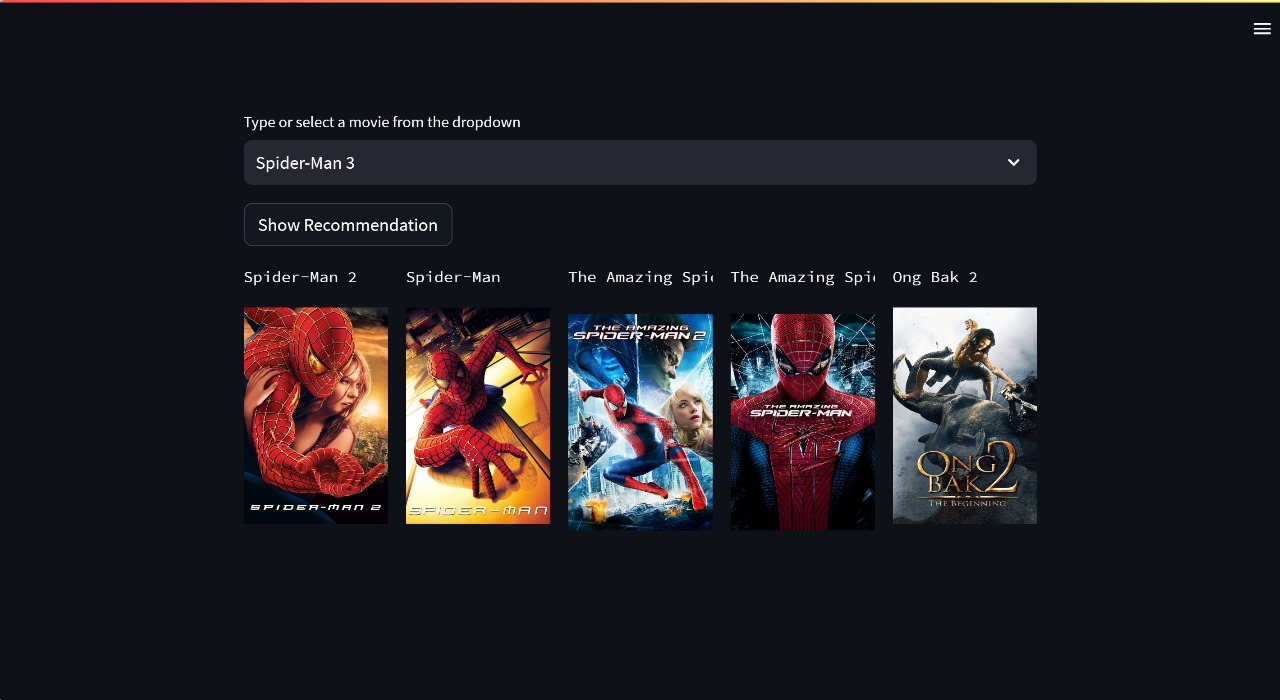 Type or select a movie from the dropdown
Spider-Man 3
Show Recommendation
Spider-Man 2
Spider-Man
The Amazing Spi
The Amazing Spi
Ong Bak 2
SPIDER-MAN 2
SPIDER-MAN
THE AMAZING
SPIDER-MAN 2
THE AMAZING
SPIDER-MAN
ONG
BAK 2
THE BEGINNING